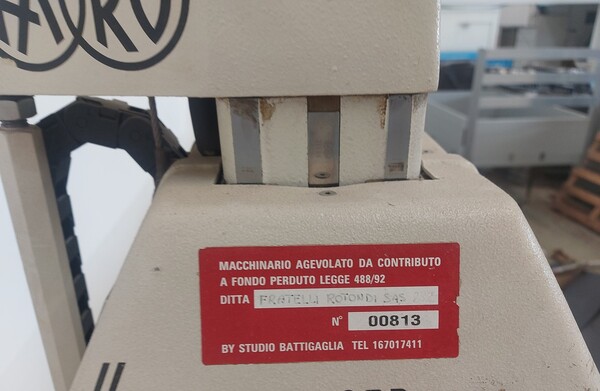 MACCHINARIO AGEVOLATO DA CONTRIBUTO
A FONDO PERDUTO LEGGE 488/92
DITTA FRATELLI ROTONDI SAS
N° 00813
BY STUDIO BATTIGAGLIA TEL 167017411